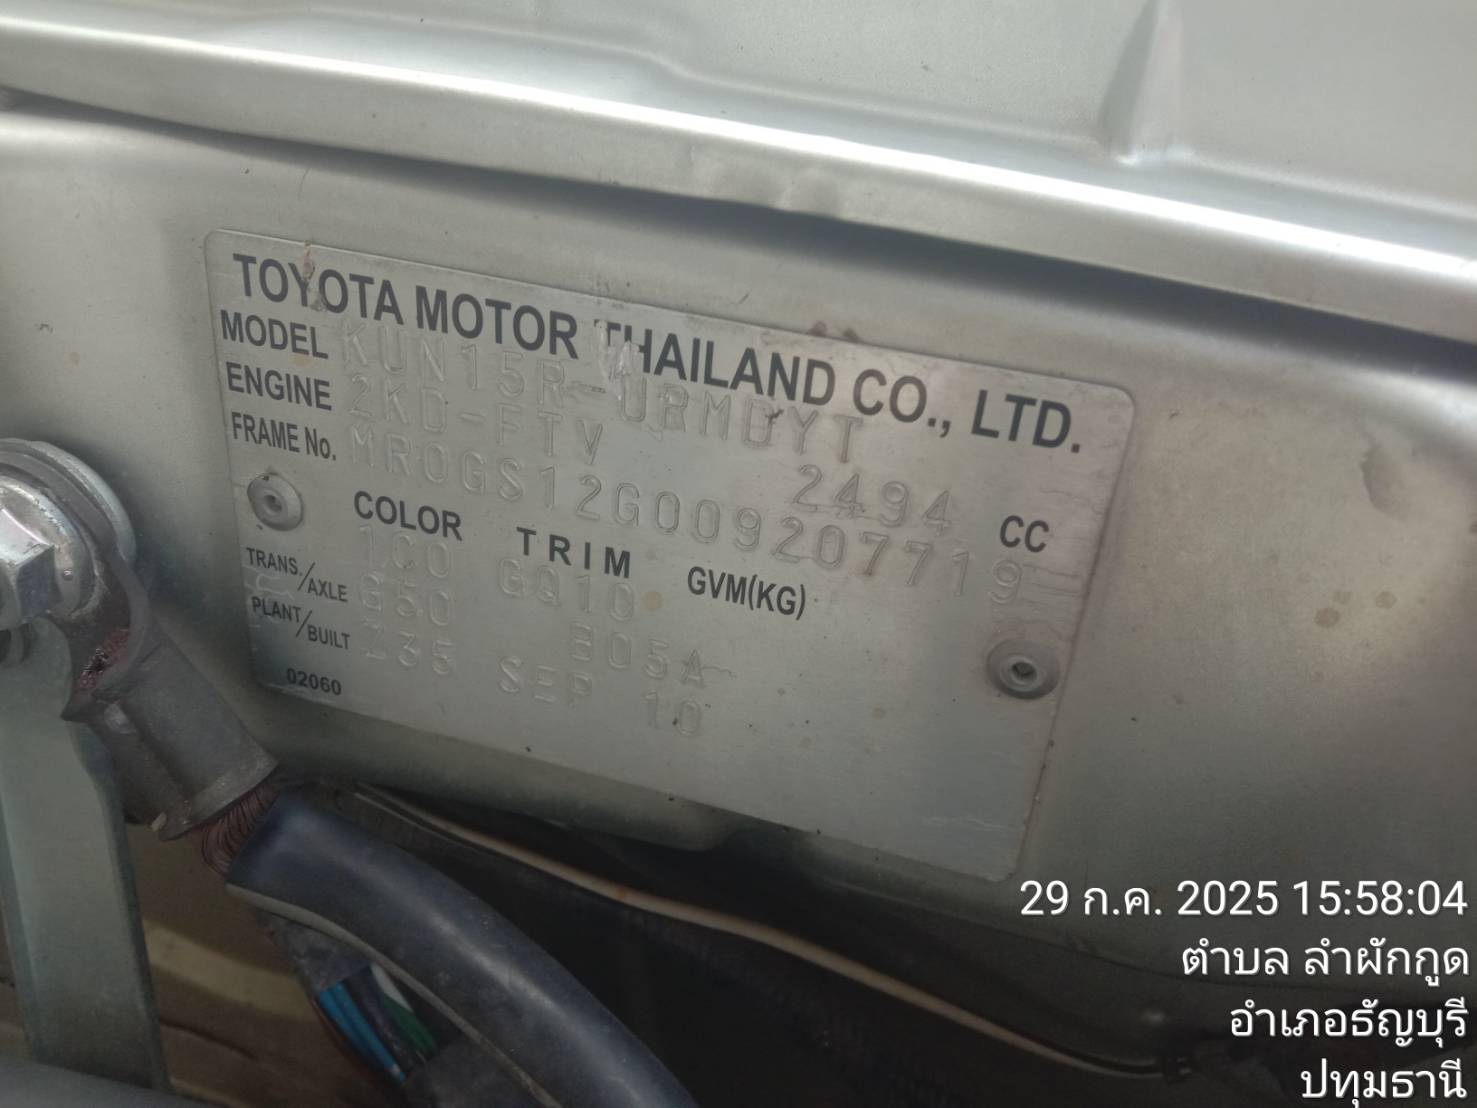 TOYOTA MOTOR THAILAND CO., LTD.
MODEL KUN15R-URMDYT
ENGINE 2KD-FTV 2494 CC
FRAME No. MR0GS12G009207719
COLOR TRIM GVM(KG)
1C0 GQ10
TRANS./AXLE G50 B05A
PLANT/BUILT Z35 SEP 10
02060
29 ก.ค. 2025 15:58:04
ตำบล ลำผักกูด
อำเภอธัญบุรี
ปทุมธานี